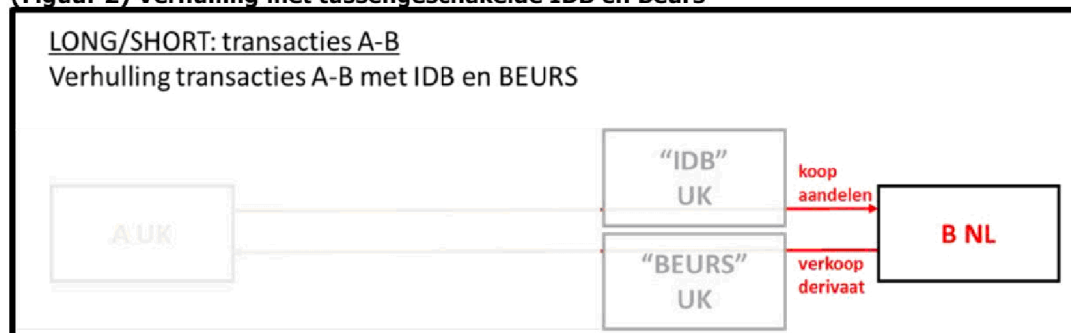 (Figuur 2) Verhulling met tussengeschakelde IDB en Beurs
LONG/SHORT: transacties A-B
Verhulling transacties A-B met IDB en BEURS
"IDB"
UK
koop
aandelen
A UK
B NL
"BEURS"
UK
verkoop
derivaat